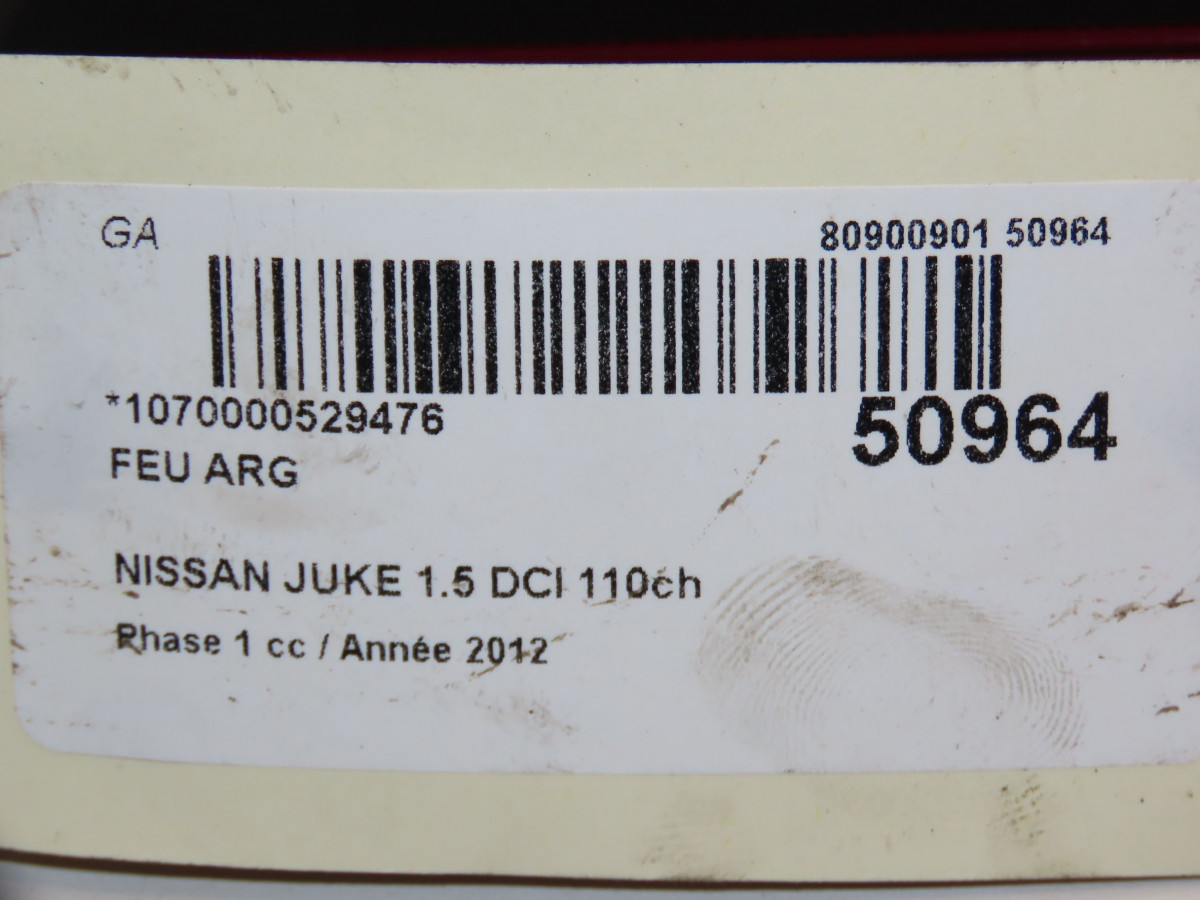 GA
80900901 50964
*1070000529476
50964
FEU ARG
NISSAN JUKE 1.5 DCI 110ch
Phase 1 cc / Année 2012